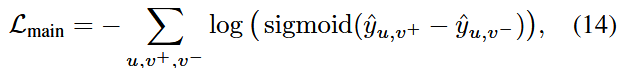 ℒ_main = − ∑_{u,v⁺,v⁻} log ( sigmoid(ŷ_{u,v⁺} − ŷ_{u,v⁻}) ), (14)